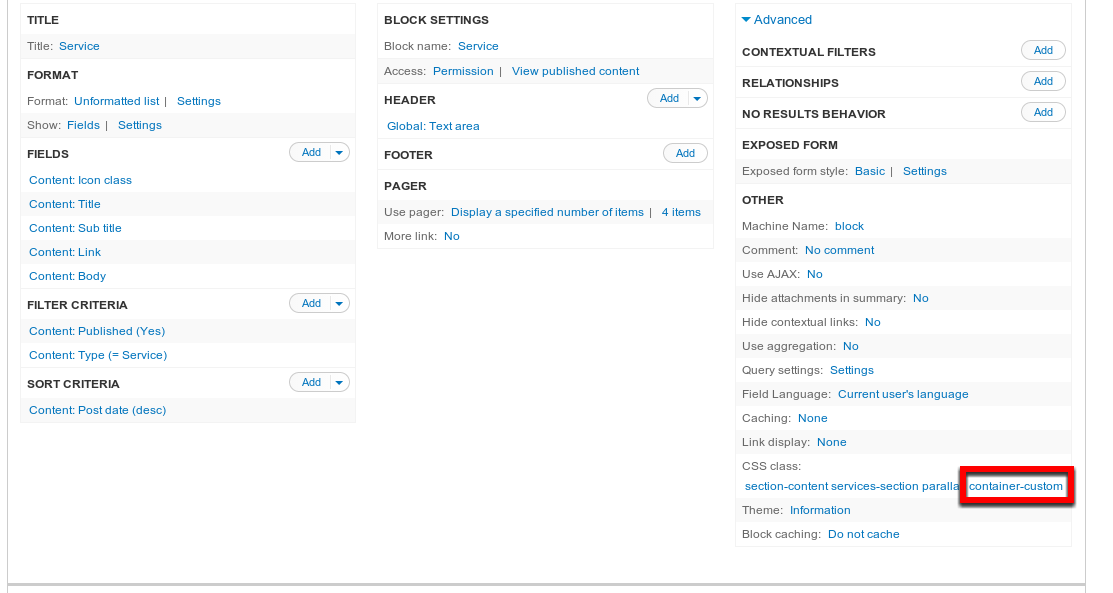 TITLE
Title: Service
FORMAT
Format: Unformatted list | Settings
Show: Fields | Settings
FIELDS Add
Content: Icon class
Content: Title
Content: Sub title
Content: Link
Content: Body
FILTER CRITERIA Add
Content: Published (Yes)
Content: Type (= Service)
SORT CRITERIA Add
Content: Post date (desc)
BLOCK SETTINGS
Block name: Service
Access: Permission | View published content
HEADER Add
Global: Text area
FOOTER Add
PAGER
Use pager: Display a specified number of items | 4 items
More link: No
Advanced
CONTEXTUAL FILTERS Add
RELATIONSHIPS Add
NO RESULTS BEHAVIOR Add
EXPOSED FORM
Exposed form style: Basic | Settings
OTHER
Machine Name: block
Comment: No comment
Use AJAX: No
Hide attachments in summary: No
Hide contextual links: No
Use aggregation: No
Query settings: Settings
Field Language: Current user's language
Caching: None
Link display: None
CSS class:
section-content services-section paralla container-custom
Theme: Information
Block caching: Do not cache